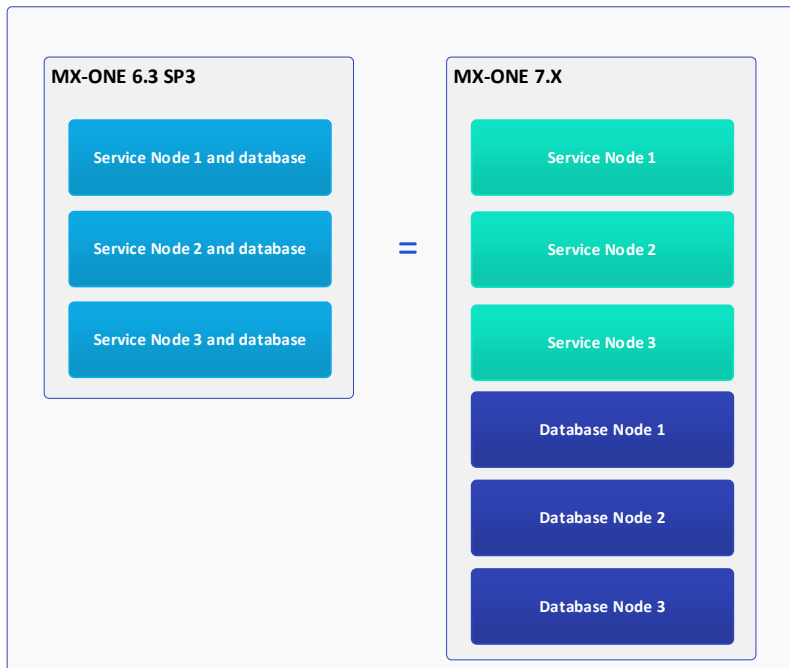 MX-ONE 6.3 SP3
Service Node 1 and database
Service Node 2 and database
Service Node 3 and database
=
MX-ONE 7.X
Service Node 1
Service Node 2
Service Node 3
Database Node 1
Database Node 2
Database Node 3